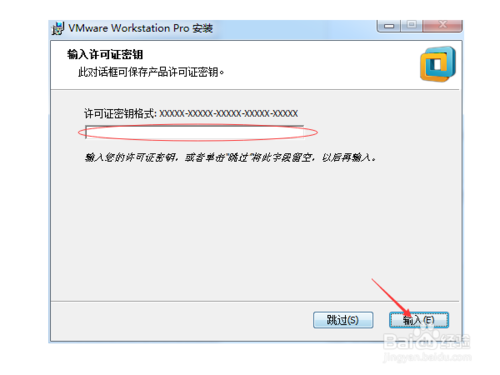 VMware Workstation Pro 安装
输入许可证密钥
此对话框可保存产品许可证密钥。
许可证密钥格式: XXXXX-XXXXX-XXXXX-XXXXX-XXXXX
输入您的许可证密钥，或者单击“跳过”将此字段留空，以后再输入。
跳过(S)
输入(E)
Baidu经验
jingyan.baidu.com